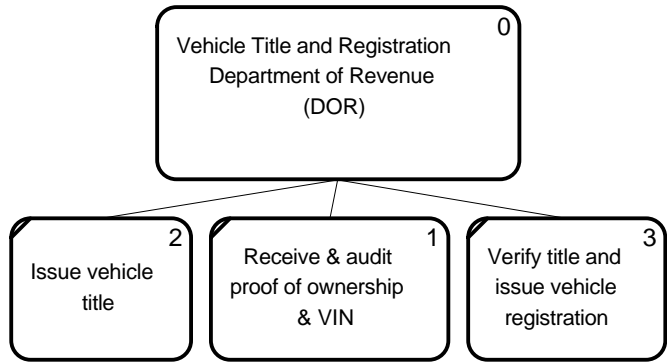 0
Vehicle Title and Registration
Department of Revenue
(DOR)
2
Issue vehicle
title
1
Receive & audit
proof of ownership
& VIN
3
Verify title and
issue vehicle
registration